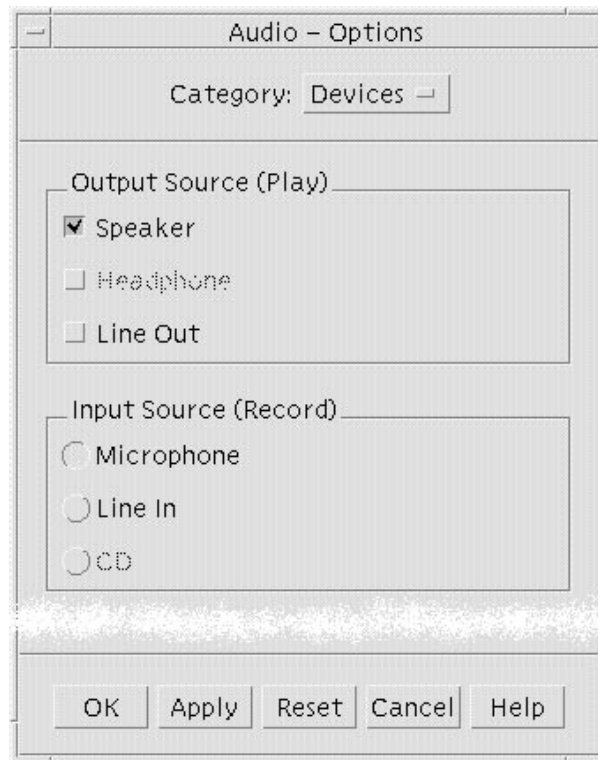 Audio – Options
Category: Devices
Output Source (Play)
Speaker
Headphone
Line Out
Input Source (Record)
Microphone
Line In
CD
OK Apply Reset Cancel Help